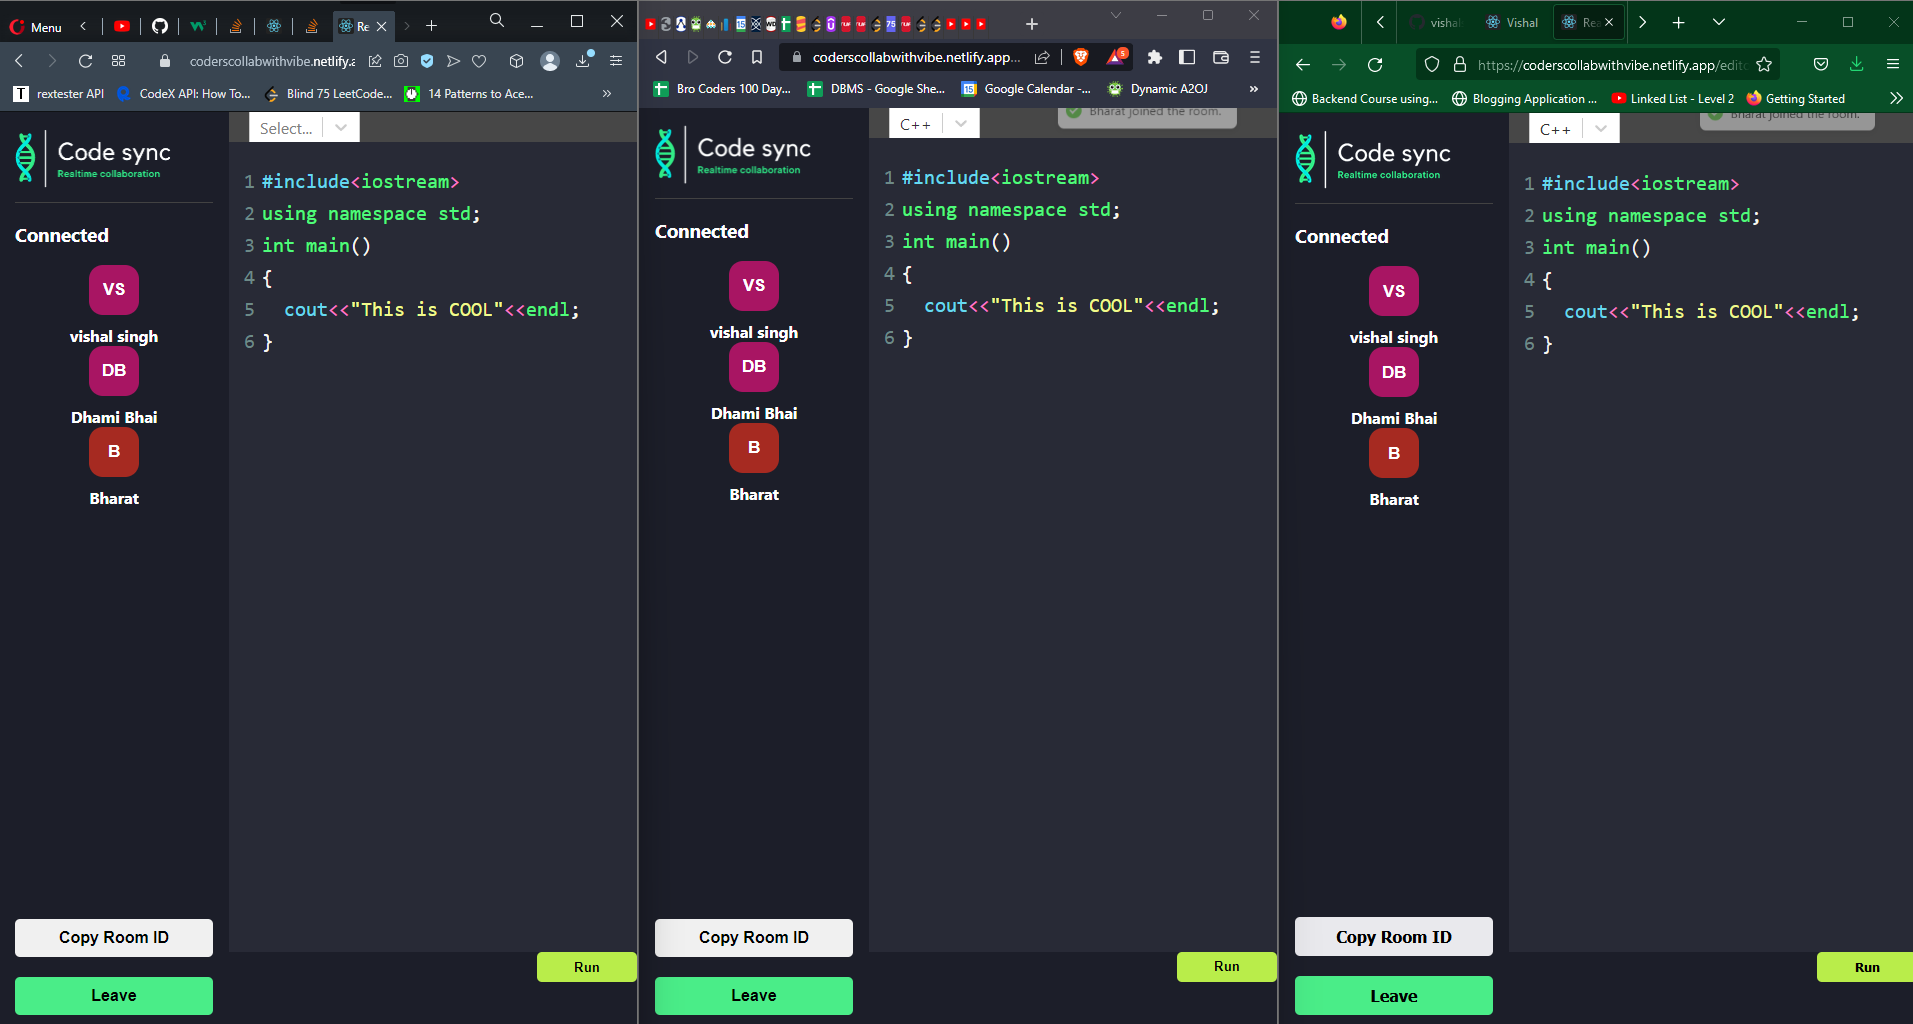 Menu
Re
coderscollabwithvibe.netlify.a
rextester API
CodeX API: How To...
Blind 75 LeetCode...
14 Patterns to Ace...
Code sync
Realtime collaboration
Connected
VS
vishal singh
DB
Dhami Bhai
B
Bharat
Copy Room ID
Leave
Select...
1 #include<iostream>
2 using namespace std;
3 int main()
4 {
5   cout<<"This is COOL"<<endl;
6 }
Run
coderscollabwithvibe.netlify.app...
5
Bro Coders 100 Day...
DBMS - Google She...
Google Calendar -...
Dynamic A2OJ
Code sync
Realtime collaboration
Connected
VS
vishal singh
DB
Dhami Bhai
B
Bharat
Copy Room ID
Leave
C++
Bharat joined the room.
1 #include<iostream>
2 using namespace std;
3 int main()
4 {
5   cout<<"This is COOL"<<endl;
6 }
Run
visha
Vishal
Rea
https://coderscollabwithvibe.netlify.app/edito
Backend Course using...
Blogging Application ...
Linked List - Level 2
Getting Started
Code sync
Realtime collaboration
Connected
VS
vishal singh
DB
Dhami Bhai
B
Bharat
Copy Room ID
Leave
C++
Bharat joined the room.
1 #include<iostream>
2 using namespace std;
3 int main()
4 {
5   cout<<"This is COOL"<<endl;
6 }
Run